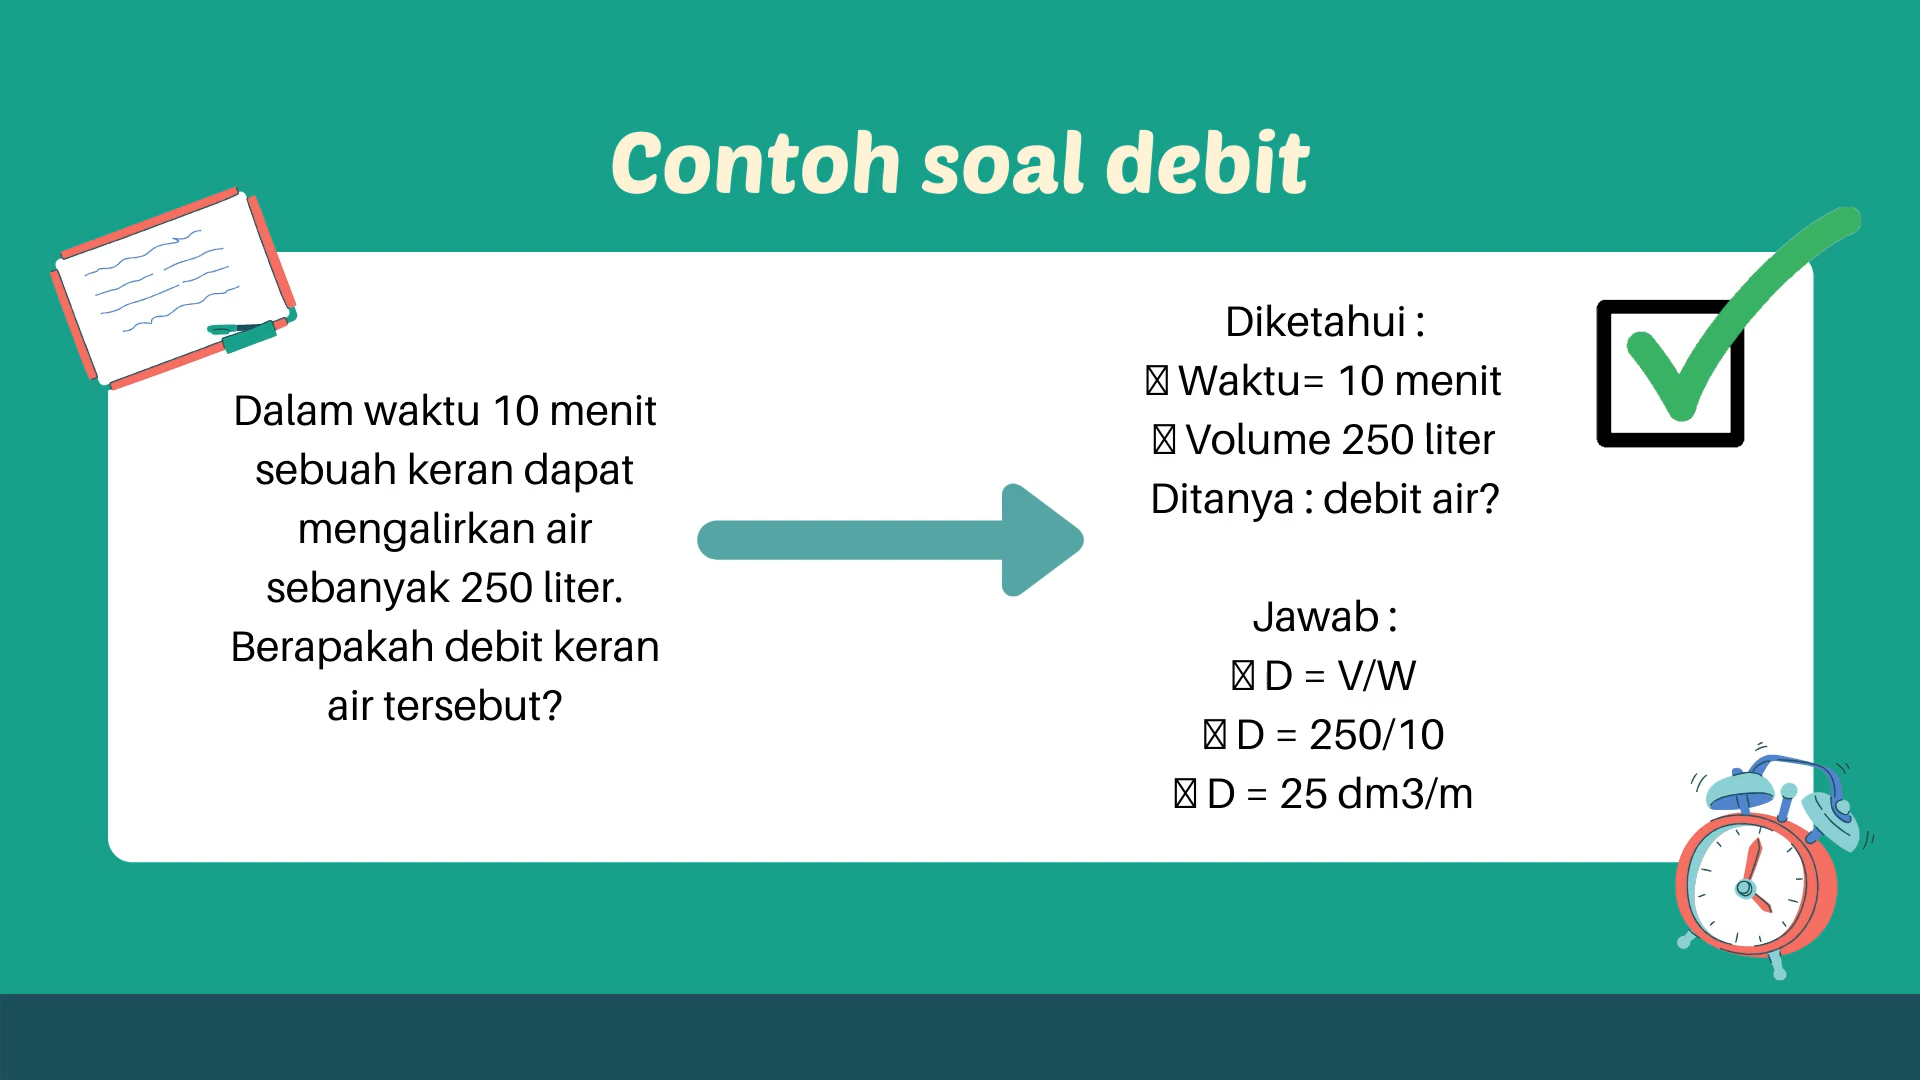 Contoh soal debit
Dalam waktu 10 menit
sebuah keran dapat
mengalirkan air
sebanyak 250 liter.
Berapakah debit keran
air tersebut?
Diketahui :
Waktu= 10 menit
Volume 250 liter
Ditanya : debit air?
Jawab :
D = V/W
D = 250/10
D = 25 dm3/m